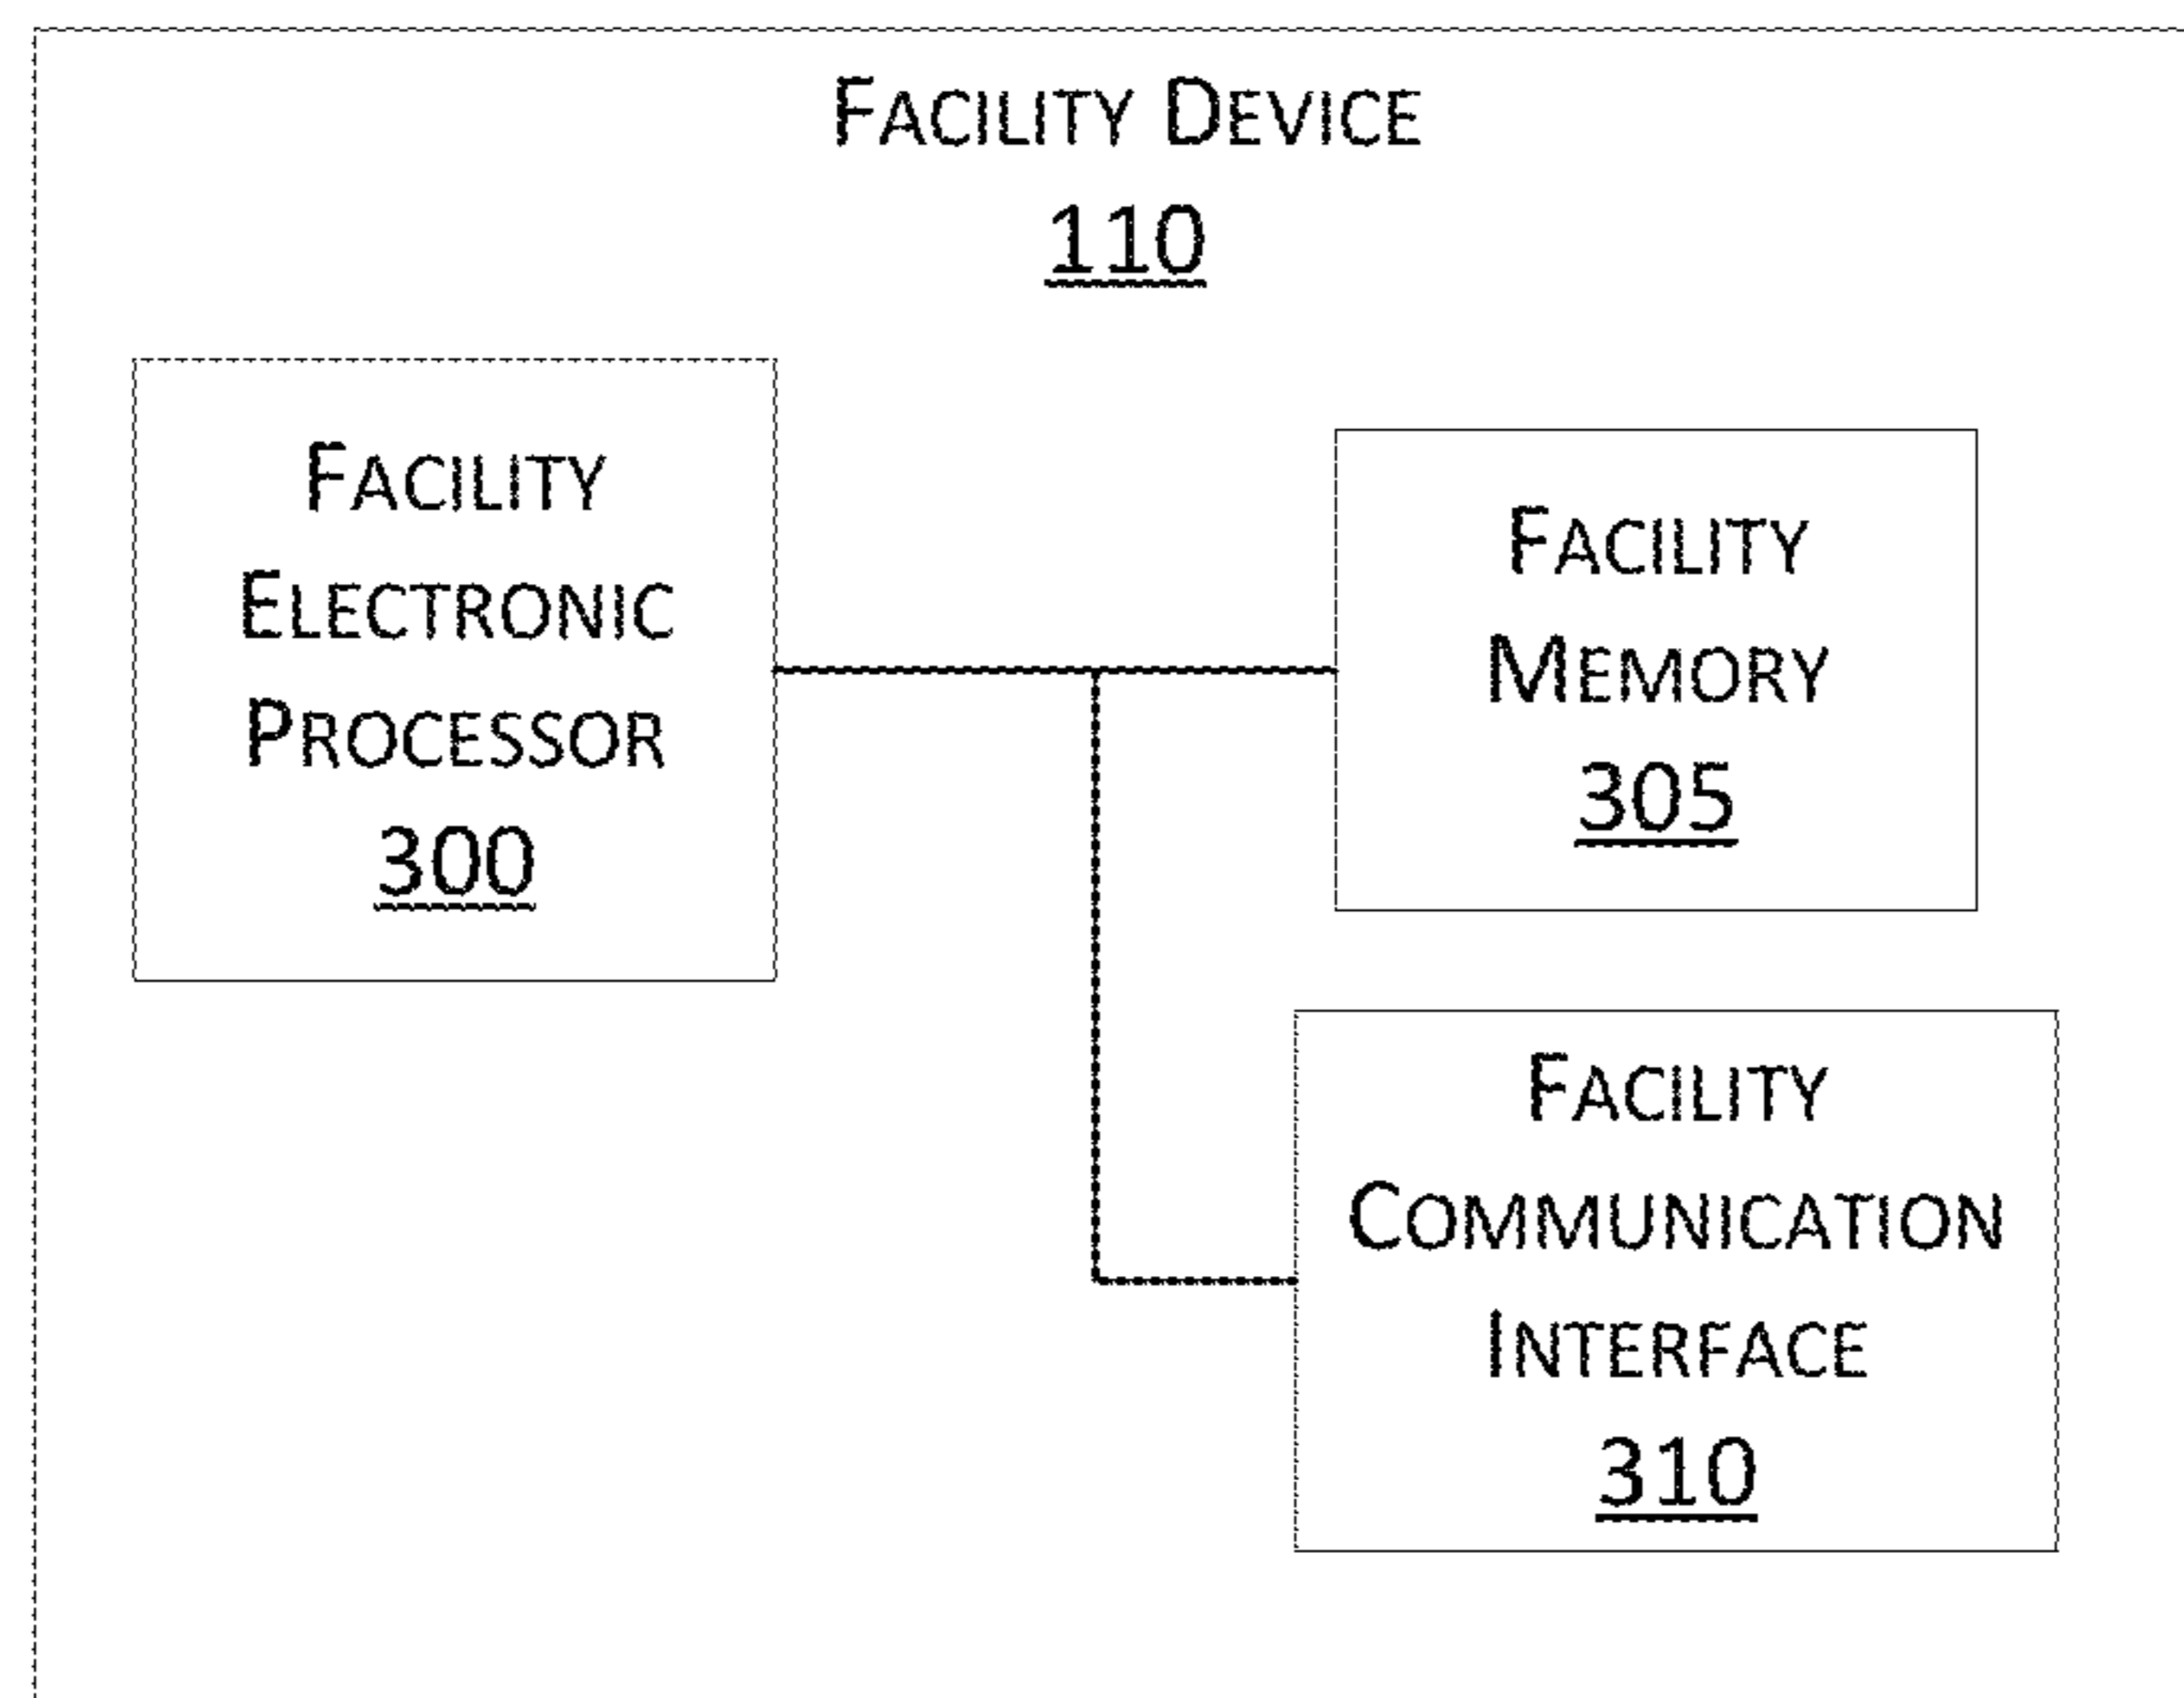 FACILITY DEVICE
110
FACILITY
ELECTRONIC
PROCESSOR
300
FACILITY
MEMORY
305
FACILITY
COMMUNICATION
INTERFACE
310